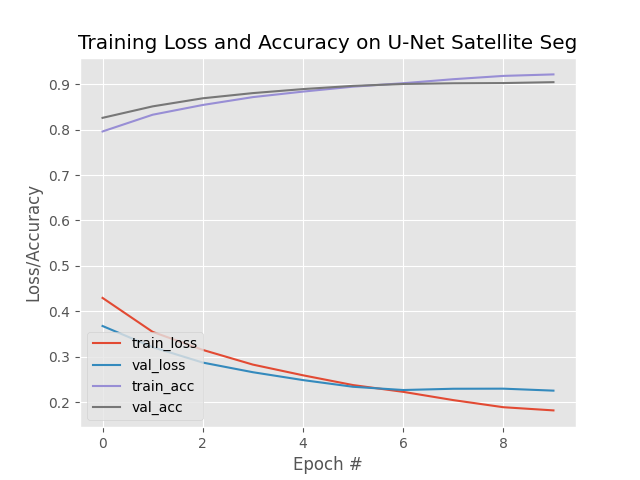 Training Loss and Accuracy on U-Net Satellite Seg
0.9
0.8
0.7
0.6
0.5
0.4
0.3
0.2
Loss/Accuracy
train_loss
val_loss
train_acc
val_acc
0 2 4 6 8
Epoch #